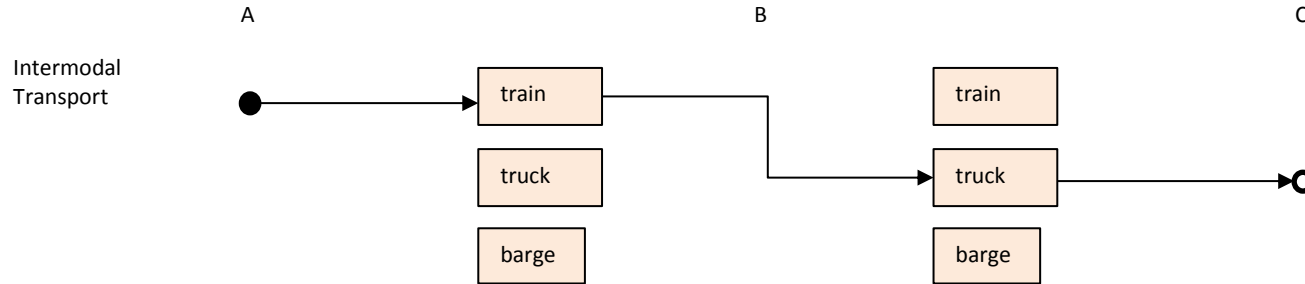 A B C
Intermodal
Transport
train train
truck truck
barge barge